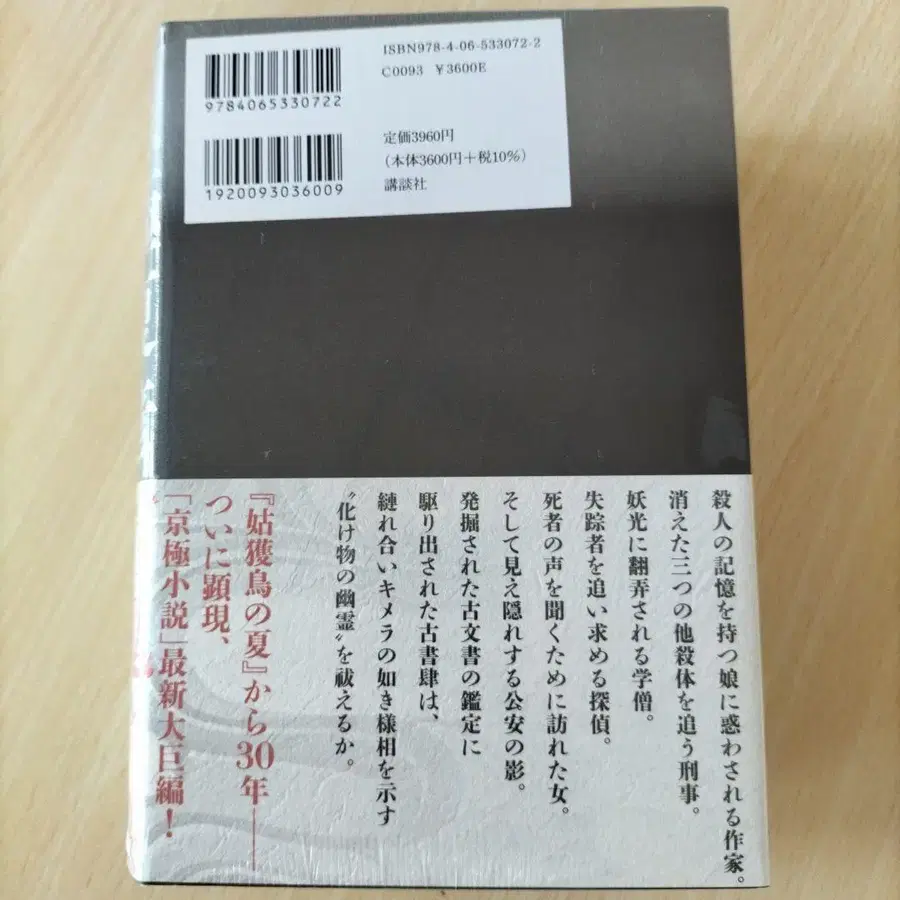 ISBN978-4-06-533072-2
C0093 ¥3600E
9784065330722
定価3960円
(本体3600円+税10%)
講談社
1920093036009
殺人の記憶を持つ娘に惑わされる作家。
消えた三つの他殺体を追う刑事。
妖光に翻弄される学僧。
失踪者を追い求める探偵。
死者の声を聞くために訪れた女。
そして見え隠れする公安の影。
発掘された古文書の鑑定に
駆り出された古書肆は、
縺れ合いキメラの如き様相を示す
〝化け物の幽霊〟を祓えるか。
『姑獲鳥の夏』から30年——
ついに顕現、
「京極小説」最新大巨編!